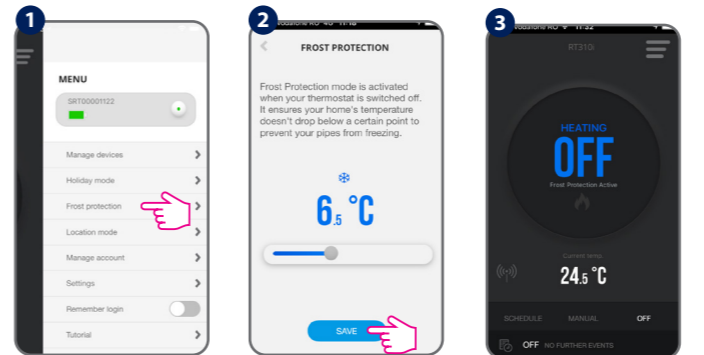 1
MENU
SRT00001122
Manage devices
Holiday mode
Frost protection
Location mode
Manage account
Settings
Remember login
Tutorial
2
FROST PROTECTION
Frost Protection mode is activated
when your thermostat is switched off.
It ensures your home's temperature
doesn't drop below a certain point to
prevent your pipes from freezing.
6.5 °C
SAVE
3
11:32
RT310i
HEATING
OFF
Frost Protection Active
Current temp.
24.5 °C
SCHEDULE MANUAL OFF
OFF NO FURTHER EVENTS